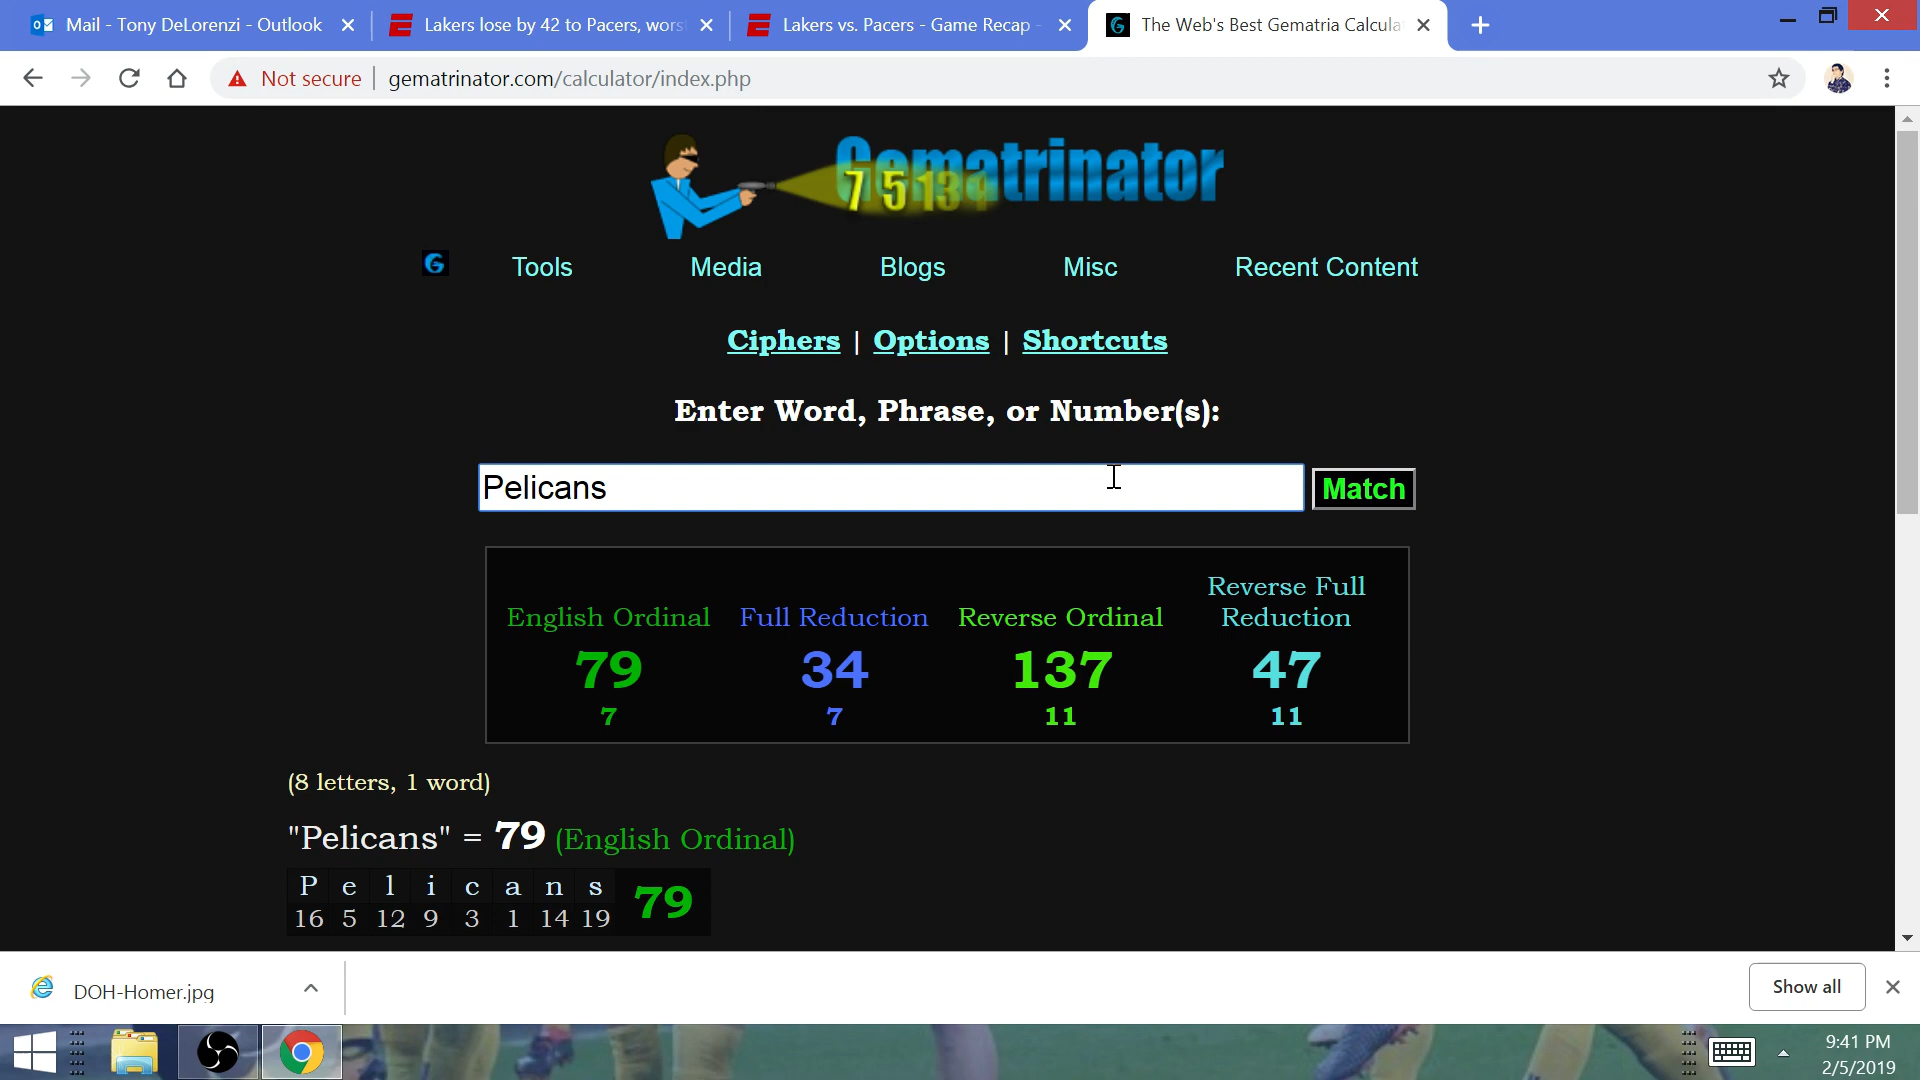 Mail - Tony DeLorenzi - Outlook
Lakers lose by 42 to Pacers, wors
Lakers vs. Pacers - Game Recap -
The Web's Best Gematria Calcula
Not secure
gematrinator.com/calculator/index.php
Gematrinator
7 5 13 9
G
Tools
Media
Blogs
Misc
Recent Content
Ciphers | Options | Shortcuts
Enter Word, Phrase, or Number(s):
Pelicans
Match
English Ordinal
Full Reduction
Reverse Ordinal
Reverse Full
Reduction
79
34
137
47
7
7
11
11
(8 letters, 1 word)
"Pelicans" = 79 (English Ordinal)
P e l i c a n s
16 5 12 9 3 1 14 19
79
DOH-Homer.jpg
Show all
9:41 PM
2/5/2019